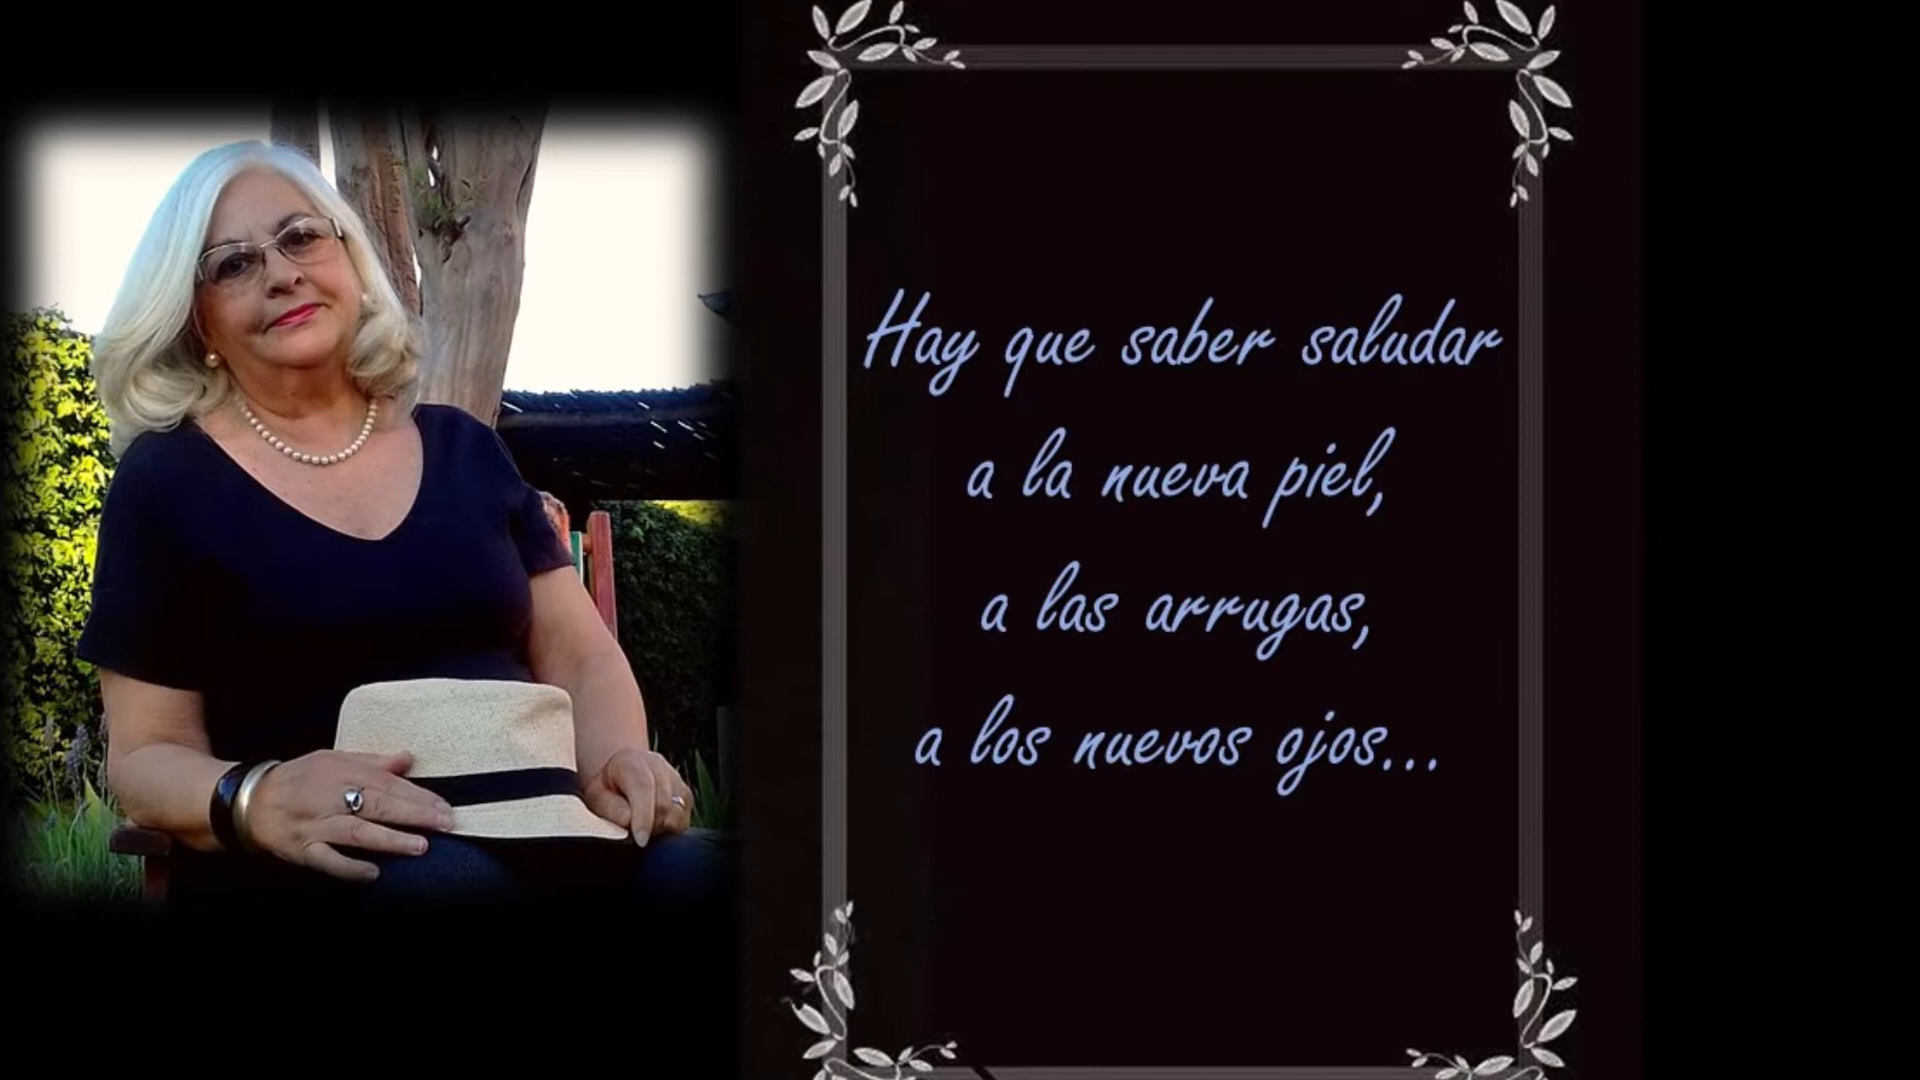 Hay que saber saludar
a la nueva piel,
a las arrugas,
a los nuevos ojos...